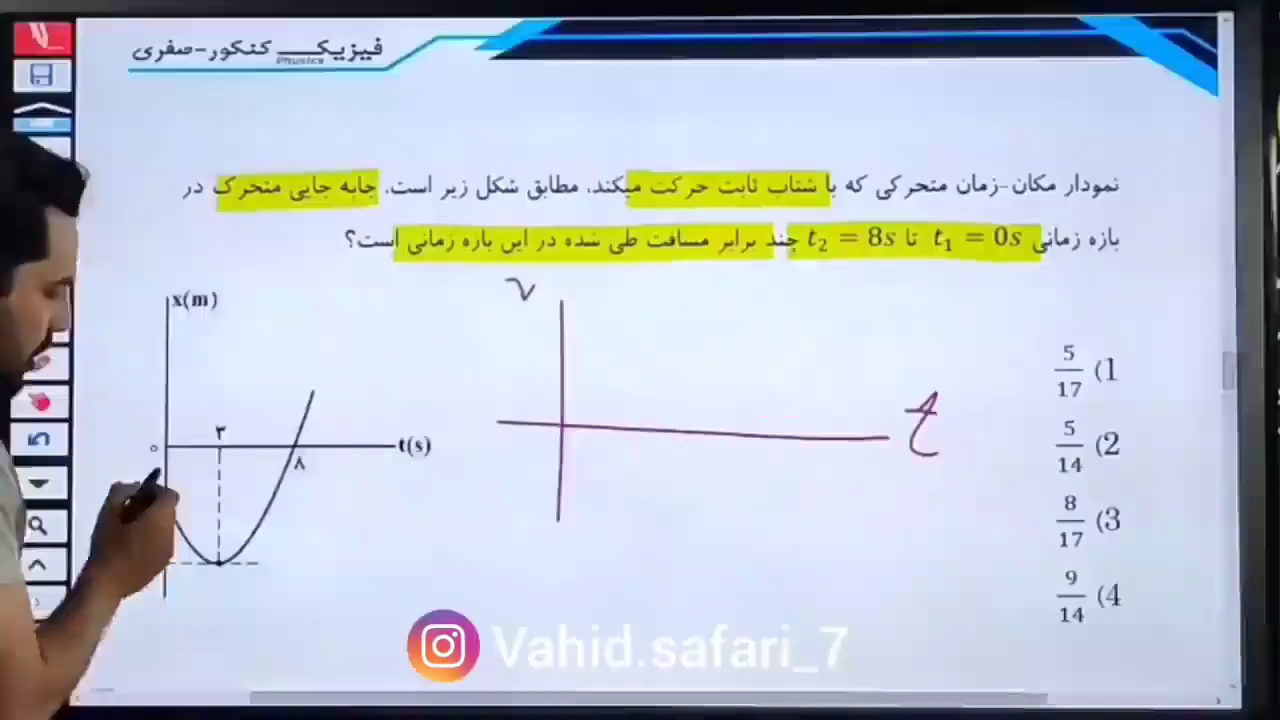 فیزیک کنکور-صفری
Physics
نمودار مکان-زمان متحرکی که با شتاب ثابت حرکت میکند، مطابق شکل زیر است. جابه جایی متحرک در
بازه زمانی t₁ = 0s تا t₂ = 8s چند برابر مسافت طی شده در این بازه زمانی است؟
x(m)
۳
۰
t(s)
۸
v
t
1) 5/17
2) 5/14
3) 8/17
4) 9/14
Vahid.safari_7